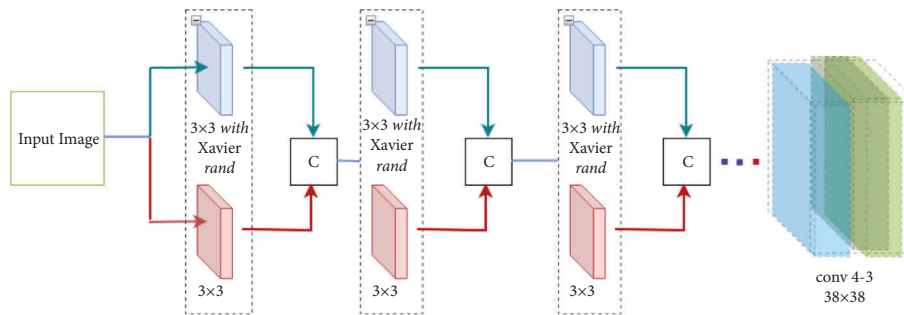 Input Image
3×3 with
Xavier
rand
3×3
C
3×3 with
Xavier
rand
3×3
C
3×3 with
Xavier
rand
3×3
C
conv 4-3
38×38